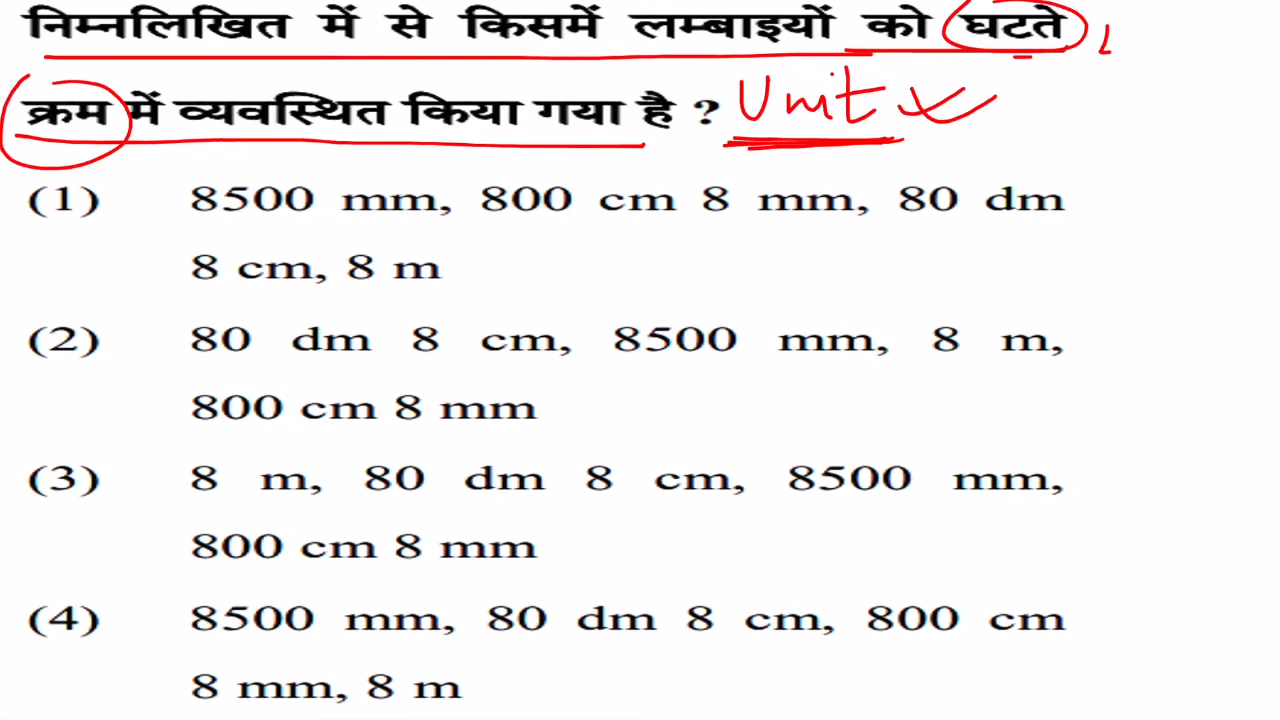 निम्नलिखित में से किसमें लम्बाइयों को घटते
क्रम में व्यवस्थित किया गया है ? Unit
(1) 8500 mm, 800 cm 8 mm, 80 dm
8 cm, 8 m
(2) 80 dm 8 cm, 8500 mm, 8 m,
800 cm 8 mm
(3) 8 m, 80 dm 8 cm, 8500 mm,
800 cm 8 mm
(4) 8500 mm, 80 dm 8 cm, 800 cm
8 mm, 8 m